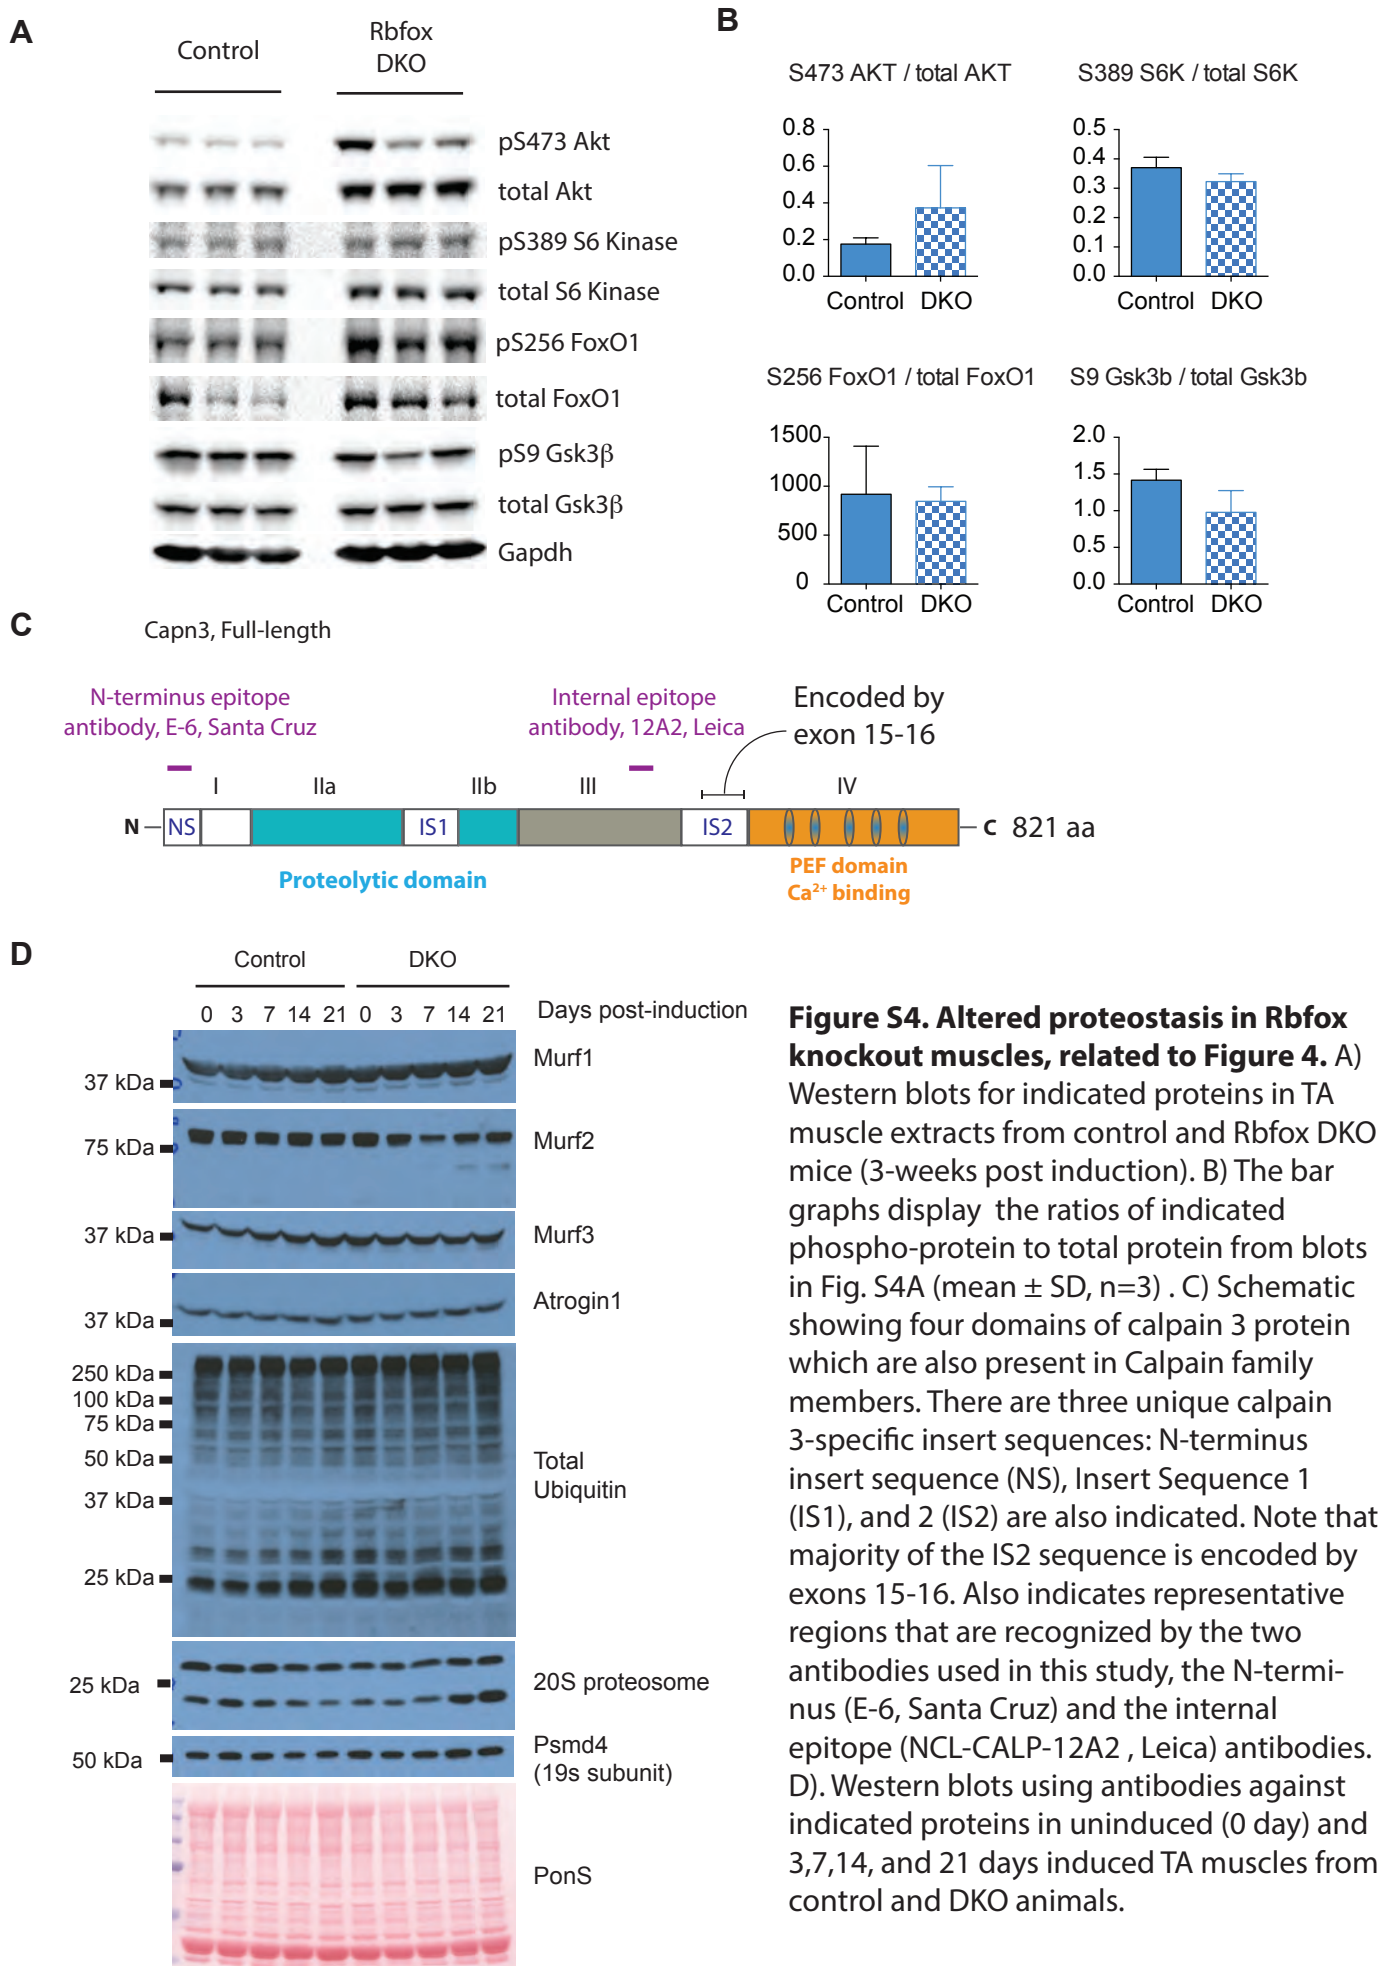 A
Control
Rbfox
DKO
pS473 Akt
total Akt
pS389 S6 Kinase
total S6 Kinase
pS256 FoxO1
total FoxO1
pS9 Gsk3β
total Gsk3β
Gapdh
B
S473 AKT / total AKT
0.8
0.6
0.4
0.2
0.0
Control DKO
S389 S6K / total S6K
0.5
0.4
0.3
0.2
0.1
0.0
Control DKO
S256 FoxO1 / total FoxO1
1500
1000
500
0
Control DKO
S9 Gsk3b / total Gsk3b
2.0
1.5
1.0
0.5
0.0
Control DKO
C
Capn3, Full-length
N-terminus epitope
antibody, E-6, Santa Cruz
Internal epitope
antibody, 12A2, Leica
Encoded by
exon 15-16
I IIa IIb III IV
N NS IS1 IS2 C 821 aa
Proteolytic domain
PEF domain
Ca²⁺ binding
D
Control DKO
0 3 7 14 21 0 3 7 14 21 Days post-induction
37 kDa Murf1
75 kDa Murf2
37 kDa Murf3
37 kDa Atrogin1
250 kDa
100 kDa
75 kDa
50 kDa
37 kDa
25 kDa
Total
Ubiquitin
25 kDa 20S proteosome
50 kDa
Psmd4
(19s subunit)
PonS
Figure S4. Altered proteostasis in Rbfox
knockout muscles, related to Figure 4. A)
Western blots for indicated proteins in TA
muscle extracts from control and Rbfox DKO
mice (3-weeks post induction). B) The bar
graphs display the ratios of indicated
phospho-protein to total protein from blots
in Fig. S4A (mean ± SD, n=3) . C) Schematic
showing four domains of calpain 3 protein
which are also present in Calpain family
members. There are three unique calpain
3-specific insert sequences: N-terminus
insert sequence (NS), Insert Sequence 1
(IS1), and 2 (IS2) are also indicated. Note that
majority of the IS2 sequence is encoded by
exons 15-16. Also indicates representative
regions that are recognized by the two
antibodies used in this study, the N-termi-
nus (E-6, Santa Cruz) and the internal
epitope (NCL-CALP-12A2 , Leica) antibodies.
D). Western blots using antibodies against
indicated proteins in uninduced (0 day) and
3,7,14, and 21 days induced TA muscles from
control and DKO animals.